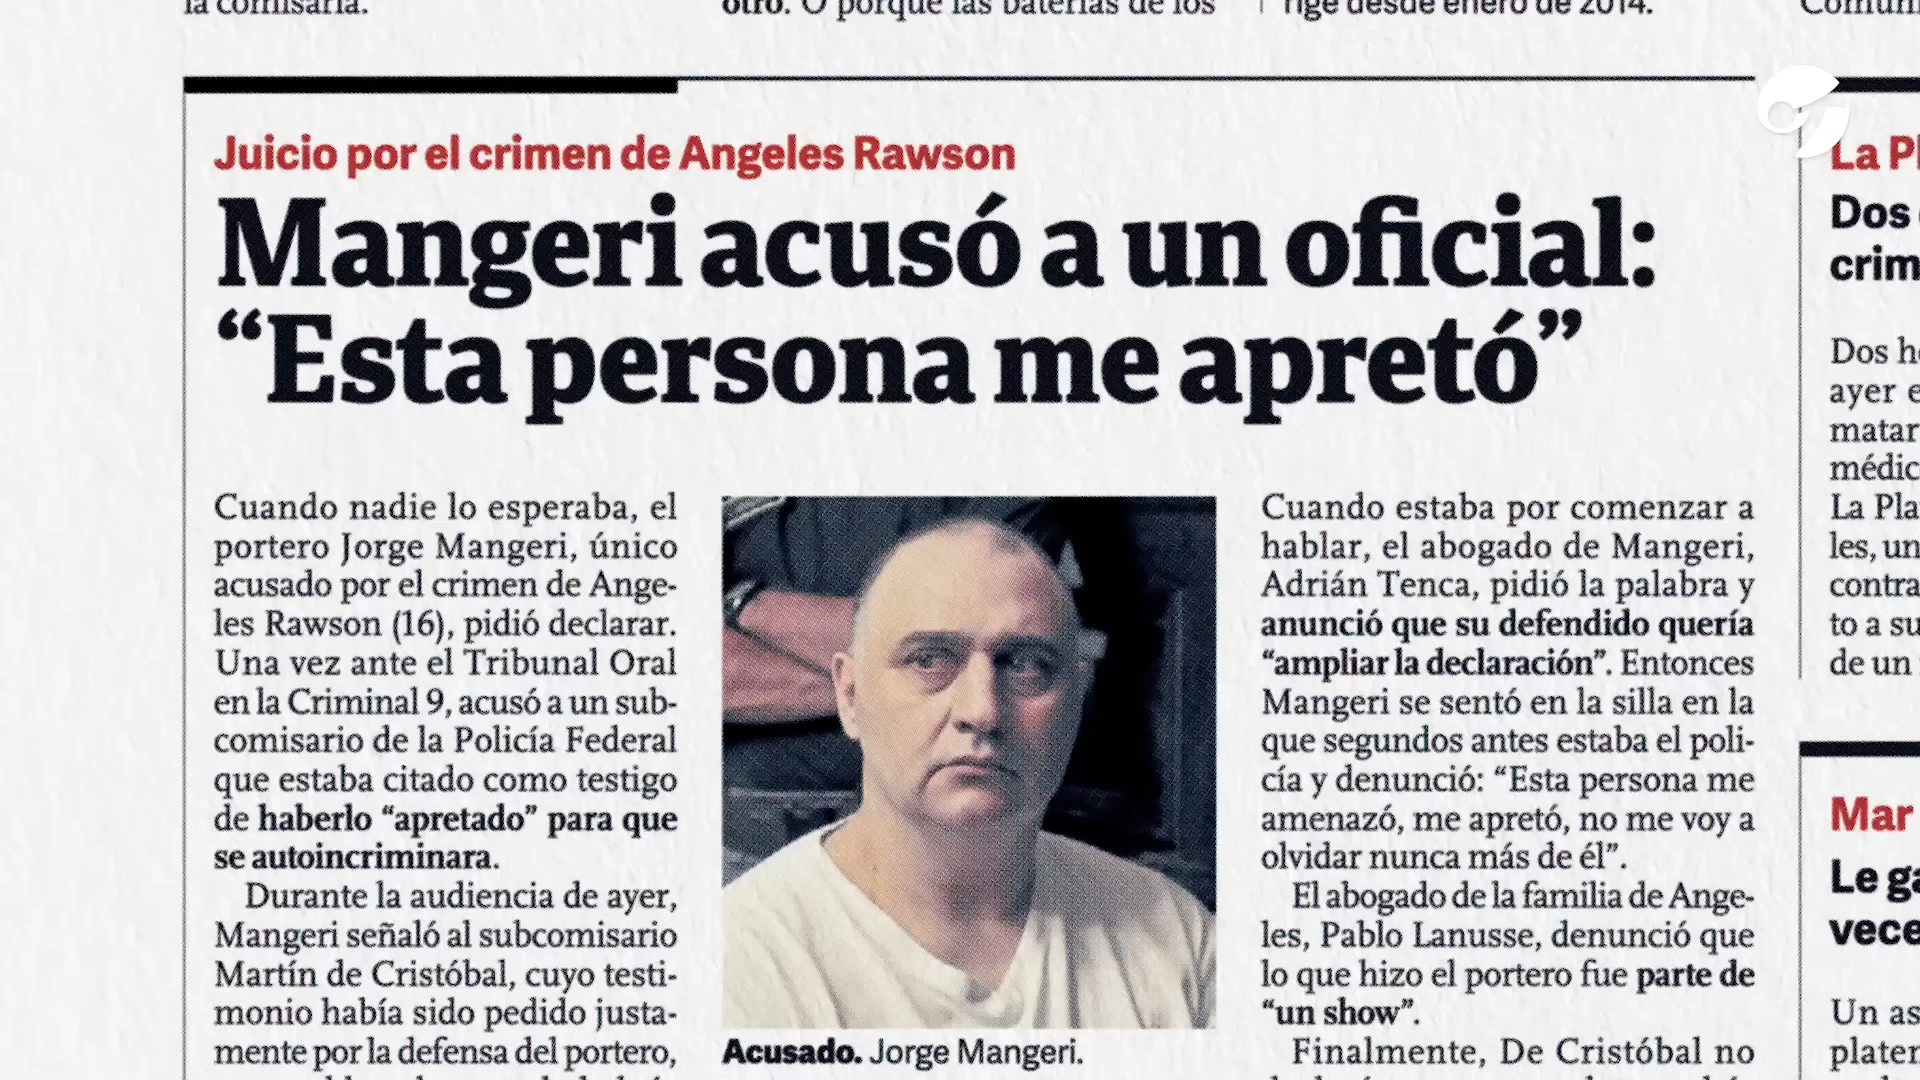 la comisaría.
otro. O porque las baterías de los
rige desde enero de 2014.
Juicio por el crimen de Angeles Rawson
Mangeri acusó a un oficial:
“Esta persona me apretó”
Cuando nadie lo esperaba, el
portero Jorge Mangeri, único
acusado por el crimen de Ange-
les Rawson (16), pidió declarar.
Una vez ante el Tribunal Oral
en la Criminal 9, acusó a un sub-
comisario de la Policía Federal
que estaba citado como testigo
de haberlo “apretado” para que
se autoincriminara.
Durante la audiencia de ayer,
Mangeri señaló al subcomisario
Martín de Cristóbal, cuyo testi-
monio había sido pedido justa-
mente por la defensa del portero,
Acusado. Jorge Mangeri.
Cuando estaba por comenzar a
hablar, el abogado de Mangeri,
Adrián Tenca, pidió la palabra y
anunció que su defendido quería
“ampliar la declaración”. Entonces
Mangeri se sentó en la silla en la
que segundos antes estaba el poli-
cía y denunció: “Esta persona me
amenazó, me apretó, no me voy a
olvidar nunca más de él”.
El abogado de la familia de Ange-
les, Pablo Lanusse, denunció que
lo que hizo el portero fue parte de
“un show”.
Finalmente, De Cristóbal no
La Pl
Dos
crim
Dos h
ayer e
matar
médic
La Pla
les, un
contra
to a su
de un
Mar
Le ga
vece
Un as
platen